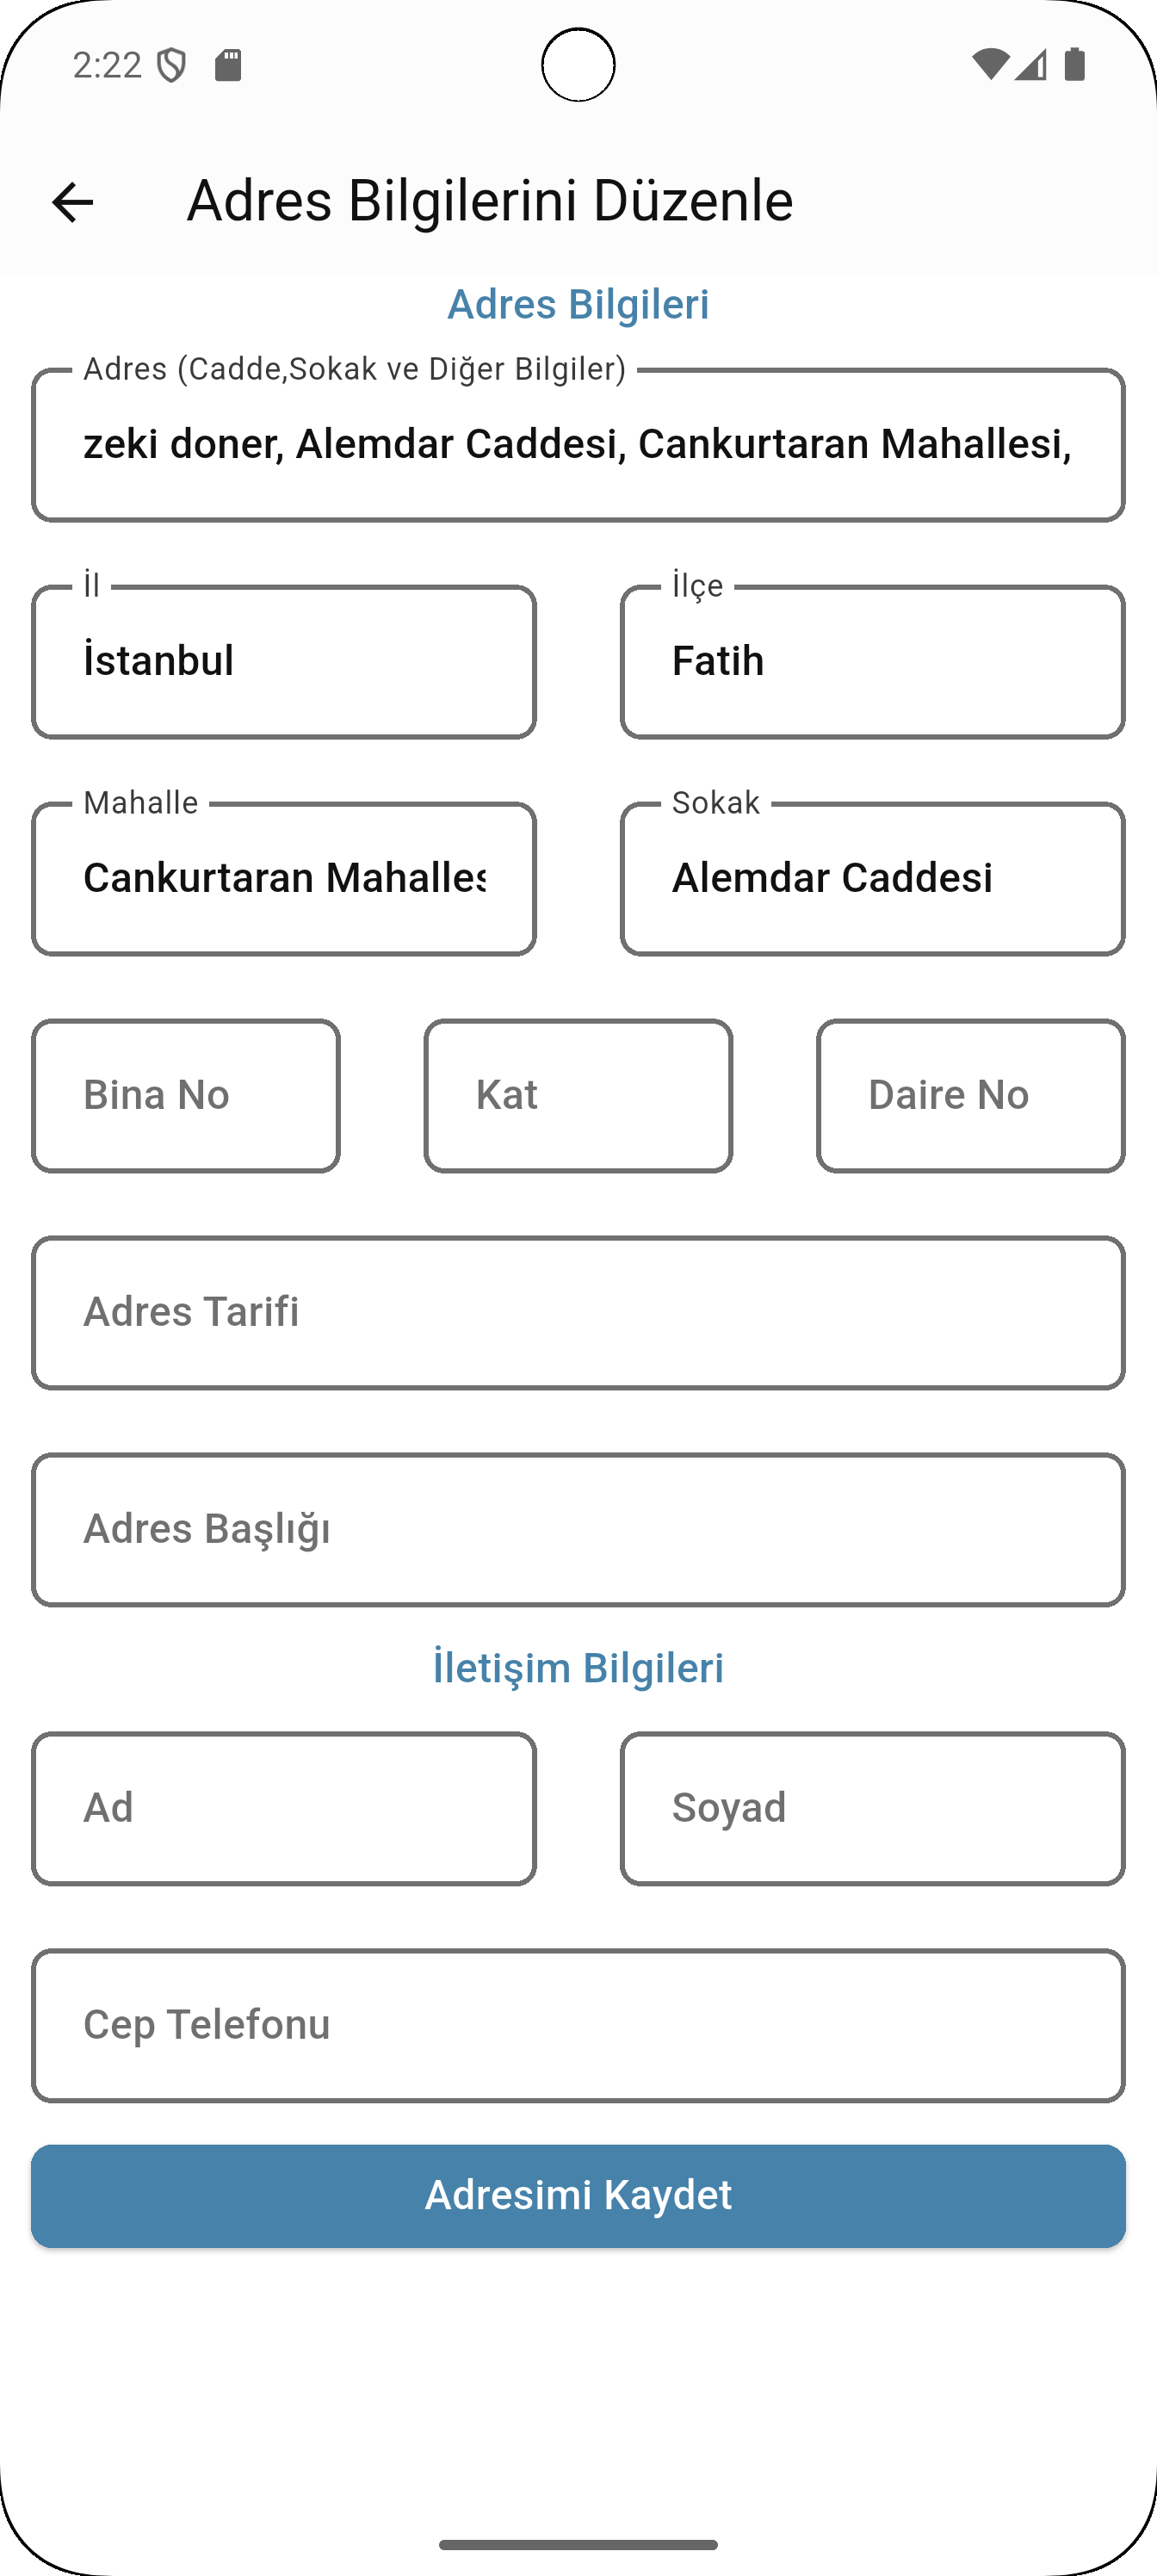 2:22
Adres Bilgilerini Düzenle
Adres Bilgileri
Adres (Cadde,Sokak ve Diğer Bilgiler)
zeki doner, Alemdar Caddesi, Cankurtaran Mahallesi,
İl
İlçe
İstanbul
Fatih
Mahalle
Sokak
Cankurtaran Mahalles
Alemdar Caddesi
Bina No
Kat
Daire No
Adres Tarifi
Adres Başlığı
İletişim Bilgileri
Ad
Soyad
Cep Telefonu
Adresimi Kaydet